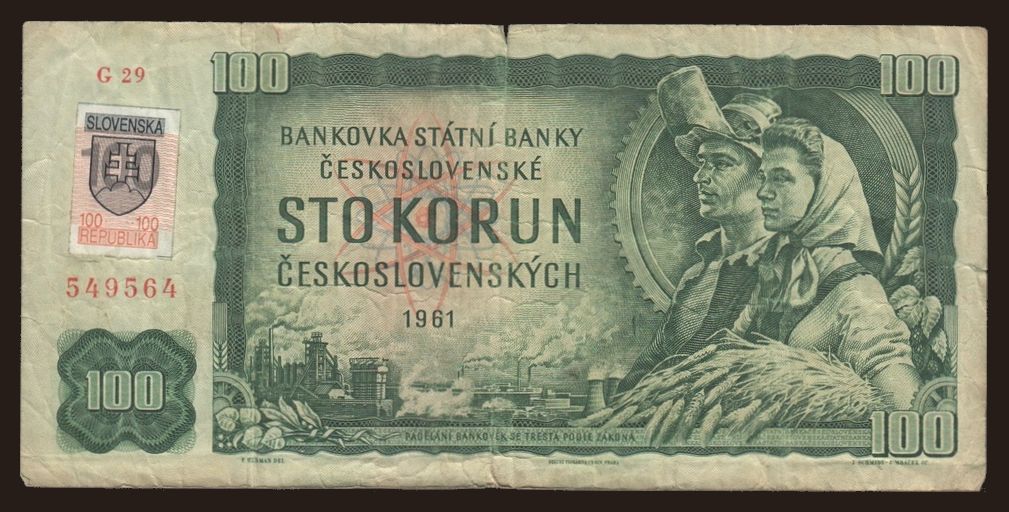 G 29
100
100
SLOVENSKA
100 100
REPUBLIKA
549564
BANKOVKA STÁTNÍ BANKY
ČESKOSLOVENSKÉ
STO KORUN
ČESKOSLOVENSKÝCH
1961
100
100
PADĚLÁNÍ BANKOVEK SE TRESTÁ PODLE ZÁKONA